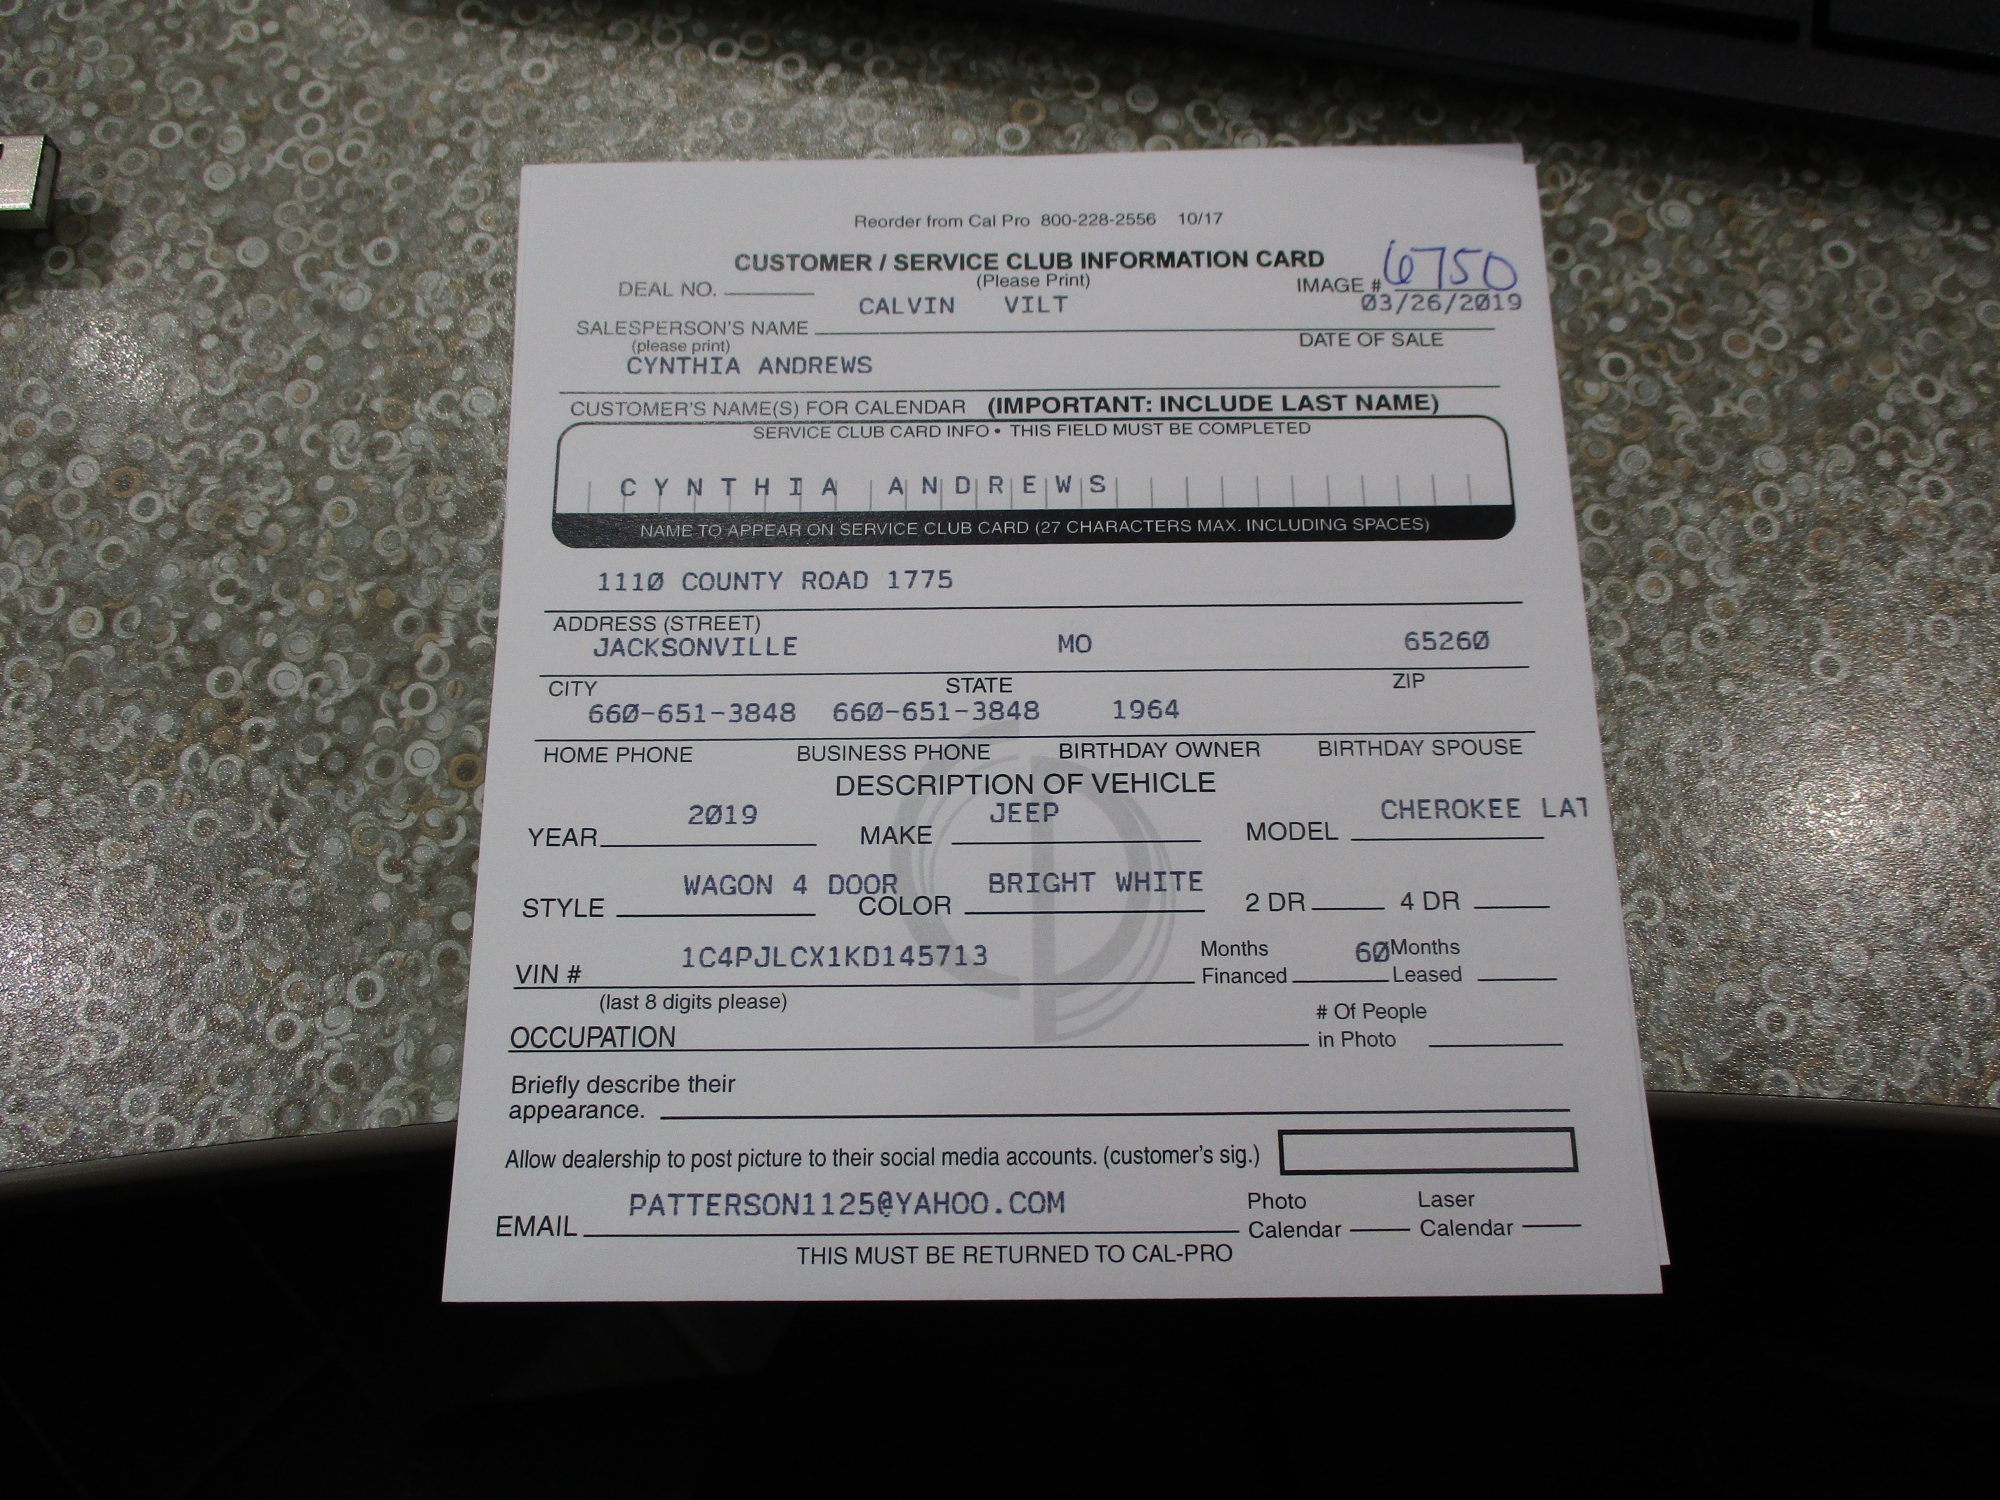 Reorder from Cal Pro 800-228-2556 10/17
CUSTOMER / SERVICE CLUB INFORMATION CARD
(Please Print)
DEAL NO. IMAGE # 6750
CALVIN VILT 03/26/2019
SALESPERSON'S NAME DATE OF SALE
(please print)
CYNTHIA ANDREWS
CUSTOMER'S NAME(S) FOR CALENDAR (IMPORTANT: INCLUDE LAST NAME)
SERVICE CLUB CARD INFO • THIS FIELD MUST BE COMPLETED
CYNTHIA ANDREWS
NAME TO APPEAR ON SERVICE CLUB CARD (27 CHARACTERS MAX. INCLUDING SPACES)
1110 COUNTY ROAD 1775
ADDRESS (STREET)
JACKSONVILLE MO 65260
CITY STATE ZIP
660-651-3848 660-651-3848 1964
HOME PHONE BUSINESS PHONE BIRTHDAY OWNER BIRTHDAY SPOUSE
DESCRIPTION OF VEHICLE
2019 JEEP CHEROKEE LAT
YEAR MAKE MODEL
WAGON 4 DOOR BRIGHT WHITE
STYLE COLOR 2 DR 4 DR
1C4PJLCX1KD145713 Months 60 Months
VIN # Financed Leased
(last 8 digits please)
# Of People
OCCUPATION in Photo
Briefly describe their
appearance.
Allow dealership to post picture to their social media accounts. (customer's sig.)
PATTERSON1125@YAHOO.COM Photo Laser
EMAIL Calendar Calendar
THIS MUST BE RETURNED TO CAL-PRO